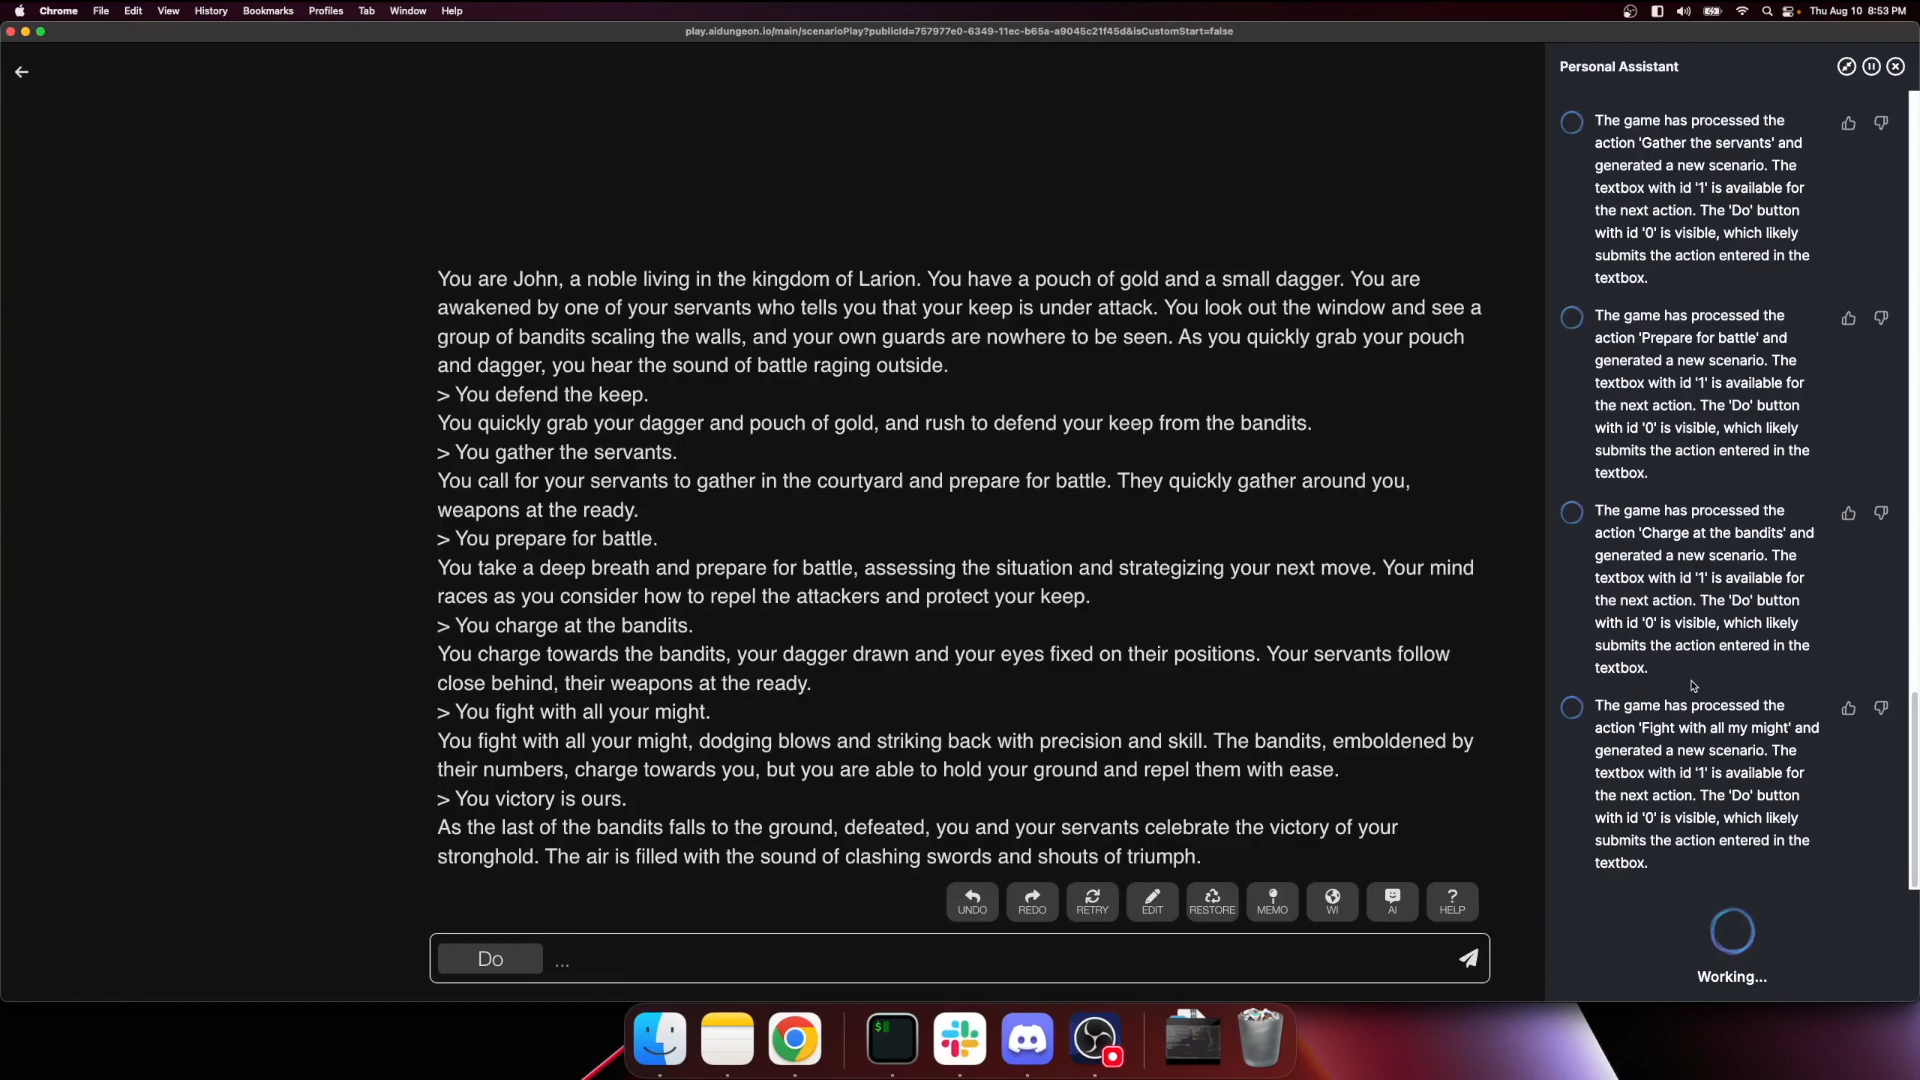 Chrome File Edit View History Bookmarks Profiles Tab Window Help Thu Aug 10 8:53 PM
play.aidungeon.io/main/scenarioPlay?publicId=757977e0-6349-11ec-b65a-a9045c21f45d&isCustomStart=false
You are John, a noble living in the kingdom of Larion. You have a pouch of gold and a small dagger. You are
awakened by one of your servants who tells you that your keep is under attack. You look out the window and see a
group of bandits scaling the walls, and your own guards are nowhere to be seen. As you quickly grab your pouch
and dagger, you hear the sound of battle raging outside.
> You defend the keep.
You quickly grab your dagger and pouch of gold, and rush to defend your keep from the bandits.
> You gather the servants.
You call for your servants to gather in the courtyard and prepare for battle. They quickly gather around you,
weapons at the ready.
> You prepare for battle.
You take a deep breath and prepare for battle, assessing the situation and strategizing your next move. Your mind
races as you consider how to repel the attackers and protect your keep.
> You charge at the bandits.
You charge towards the bandits, your dagger drawn and your eyes fixed on their positions. Your servants follow
close behind, their weapons at the ready.
> You fight with all your might.
You fight with all your might, dodging blows and striking back with precision and skill. The bandits, emboldened by
their numbers, charge towards you, but you are able to hold your ground and repel them with ease.
> You victory is ours.
As the last of the bandits falls to the ground, defeated, you and your servants celebrate the victory of your
stronghold. The air is filled with the sound of clashing swords and shouts of triumph.
UNDO REDO RETRY EDIT RESTORE MEMO WI AI HELP
Do ...
Personal Assistant
The game has processed the
action 'Gather the servants' and
generated a new scenario. The
textbox with id '1' is available for
the next action. The 'Do' button
with id '0' is visible, which likely
submits the action entered in the
textbox.
The game has processed the
action 'Prepare for battle' and
generated a new scenario. The
textbox with id '1' is available for
the next action. The 'Do' button
with id '0' is visible, which likely
submits the action entered in the
textbox.
The game has processed the
action 'Charge at the bandits' and
generated a new scenario. The
textbox with id '1' is available for
the next action. The 'Do' button
with id '0' is visible, which likely
submits the action entered in the
textbox.
The game has processed the
action 'Fight with all my might' and
generated a new scenario. The
textbox with id '1' is available for
the next action. The 'Do' button
with id '0' is visible, which likely
submits the action entered in the
textbox.
Working...